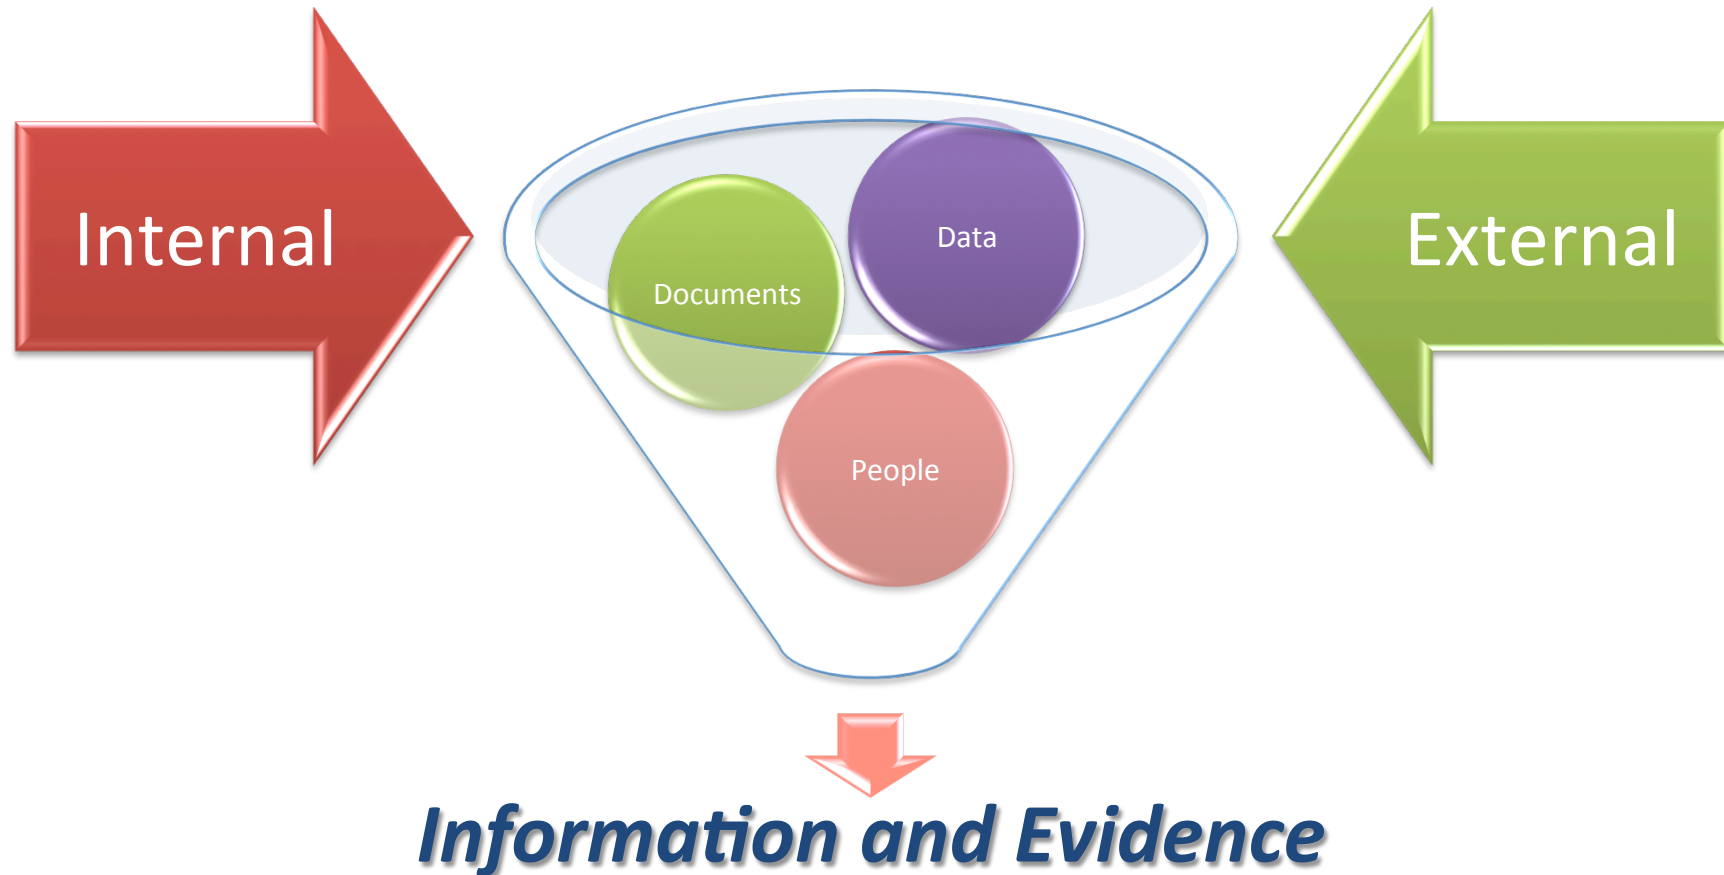 Internal
Data
External
Documents
People
Information and Evidence